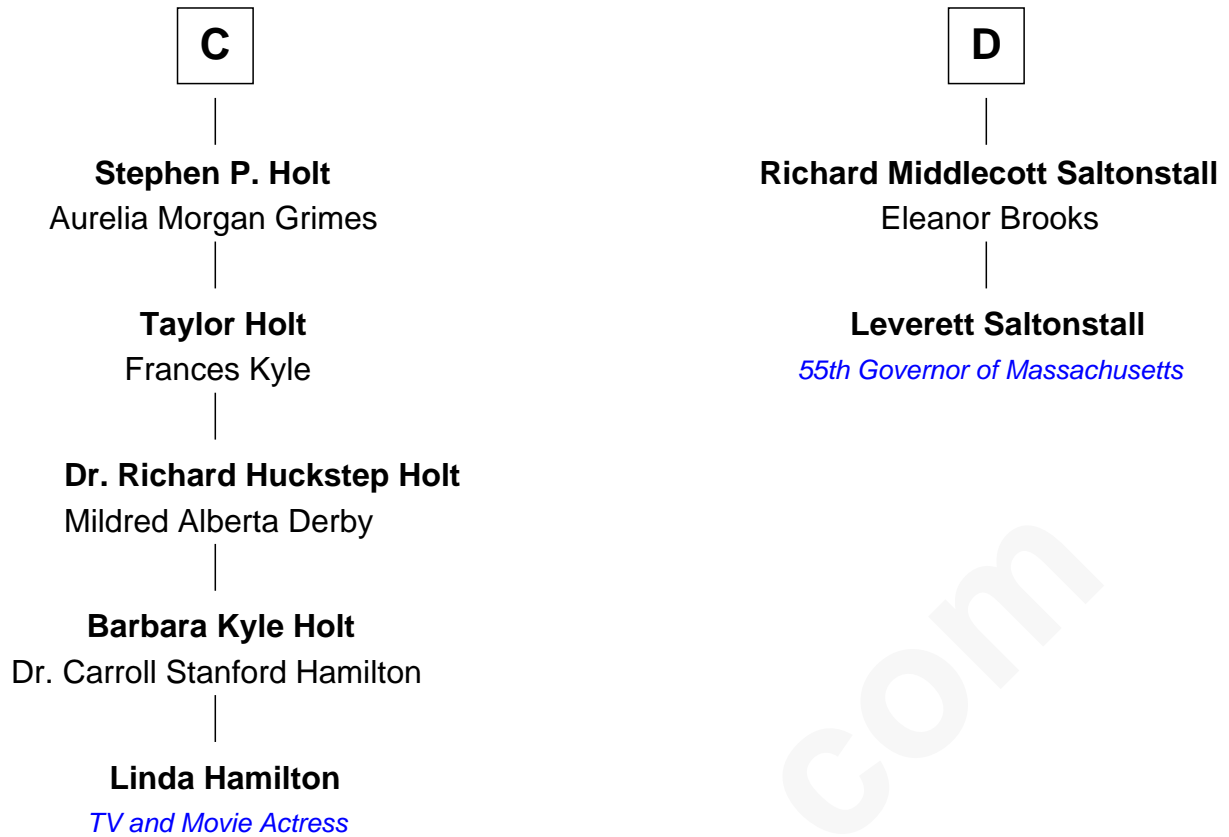 C
Stephen P. Holt
Aurelia Morgan Grimes
Taylor Holt
Frances Kyle
Dr. Richard Huckstep Holt
Mildred Alberta Derby
Barbara Kyle Holt
Dr. Carroll Stanford Hamilton
Linda Hamilton
TV and Movie Actress
D
Richard Middlecott Saltonstall
Eleanor Brooks
Leverett Saltonstall
55th Governor of Massachusetts
com